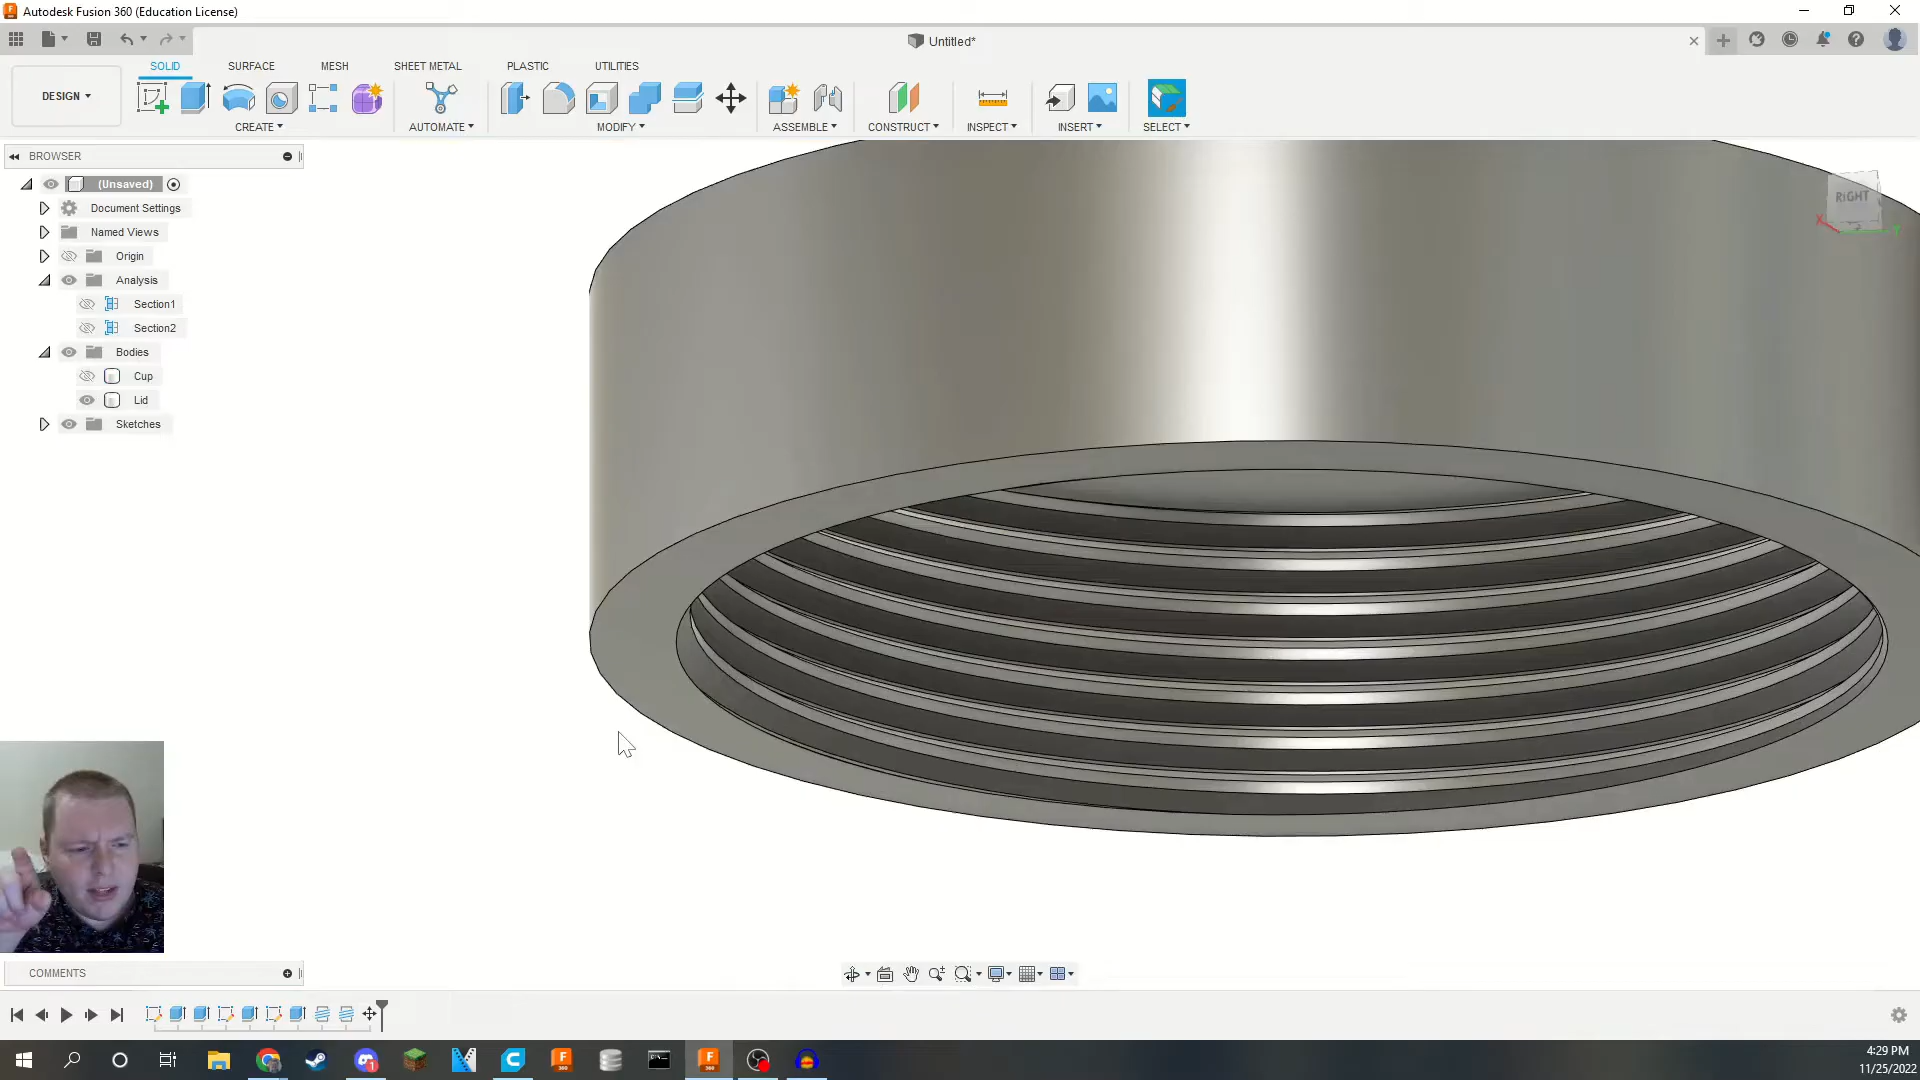 Autodesk Fusion 360 (Education License)
Untitled*
SOLID SURFACE MESH SHEET METAL PLASTIC UTILITIES
DESIGN
CREATE AUTOMATE MODIFY ASSEMBLE CONSTRUCT INSPECT INSERT SELECT
BROWSER
(Unsaved)
Document Settings
Named Views
Origin
Analysis
Section1
Section2
Bodies
Cup
Lid
Sketches
RIGHT
X
Y
COMMENTS
4:29 PM
11/25/2022